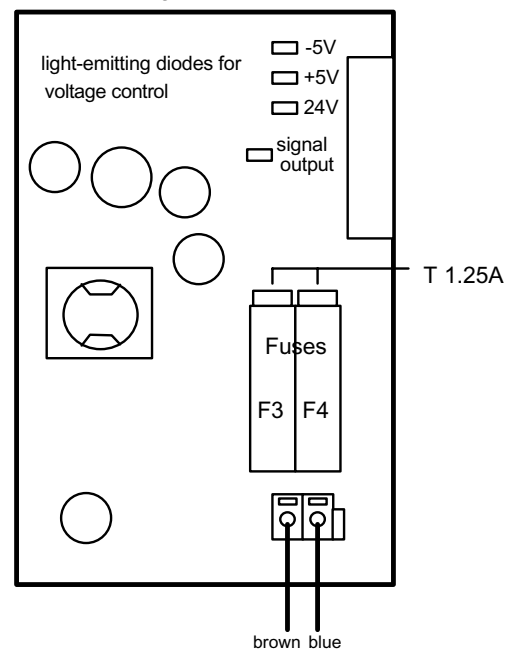 light-emitting diodes for
voltage control
-5V
+5V
24V
signal
output
T 1.25A
Fuses
F3 F4
brown blue